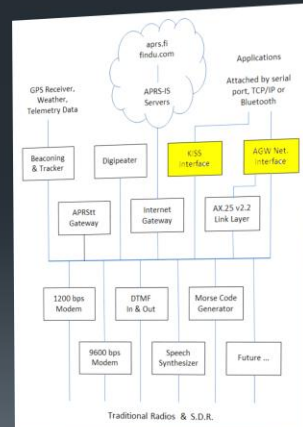 aprs.fi
findu.com
APRS-IS
Servers
Applications
Attached by serial
port, TCP/IP or
Bluetooth
GPS Receiver,
Weather,
Telemetry Data
Beaconing
& Tracker
Digipeater
KISS
Interface
AGW Net.
Interface
APRStt
Gateway
Internet
Gateway
AX.25 v2.2
Link Layer
1200 bps
Modem
DTMF
In & Out
Morse Code
Generator
9600 bps
Modem
Speech
Synthesizer
Future ...
Traditional Radios & S.D.R.